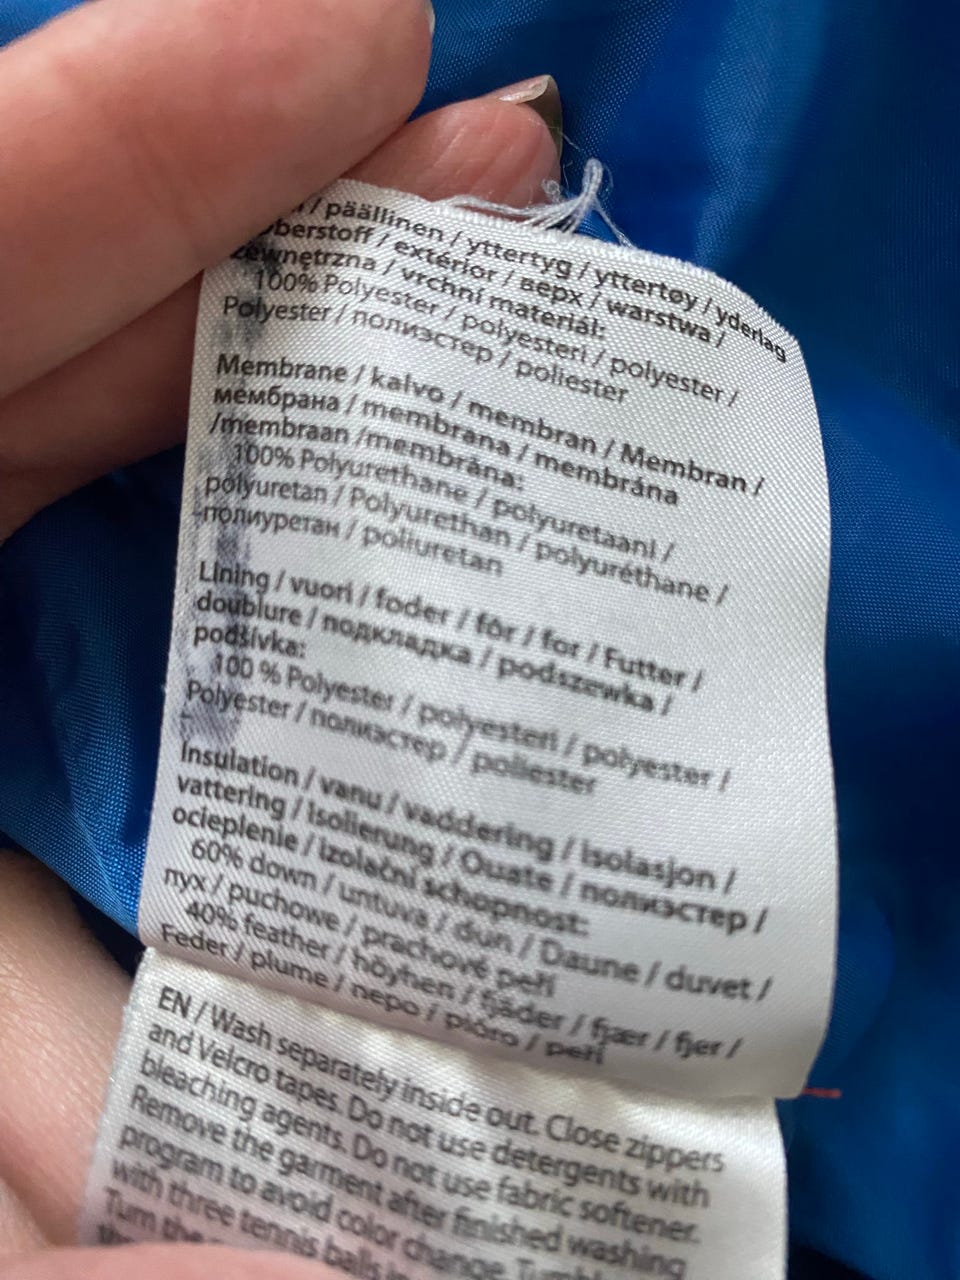 / päällinen / yttertyg / yttertøy / yderlag
berstoff / extérior / верх / warstwa /
zewnętrzna / vrchní materiál:
100% Polyester / polyesteri / polyester /
Polyester / полиэстер / poliester
Membrane / kalvo / membran / Membran /
мембрана / membrana / membrána
/membraan /membrāna:
100% Polyurethane / polyuretaani /
polyuretan / Polyurethan / polyuréthane /
полиуретан / poliuretan
Lining / vuori / foder / fôr / for / Futter /
doublure / подкладка / podszewka /
podšívka:
100 % Polyester / polyesteri / polyester /
Polyester / полиэстер / poliester
Insulation / vanu / vaddering / Isolasjon /
vattering / Isolierung / Ouate / полиэстер /
ocieplenie / Izolační schopnost:
60% down / untuva / dun / Daune / duvet /
пух / puchowe / prachové peří
40% feather / höyhen / fjäder / fjær / fjer /
Feder / plume / перо / pióro / peří
EN / Wash separately inside out. Close zippers
and Velcro tapes. Do not use detergents with
bleaching agents. Do not use fabric softener.
Remove the garment after finished washing
program to avoid color change. Tumble
with three tennis balls
Turn the